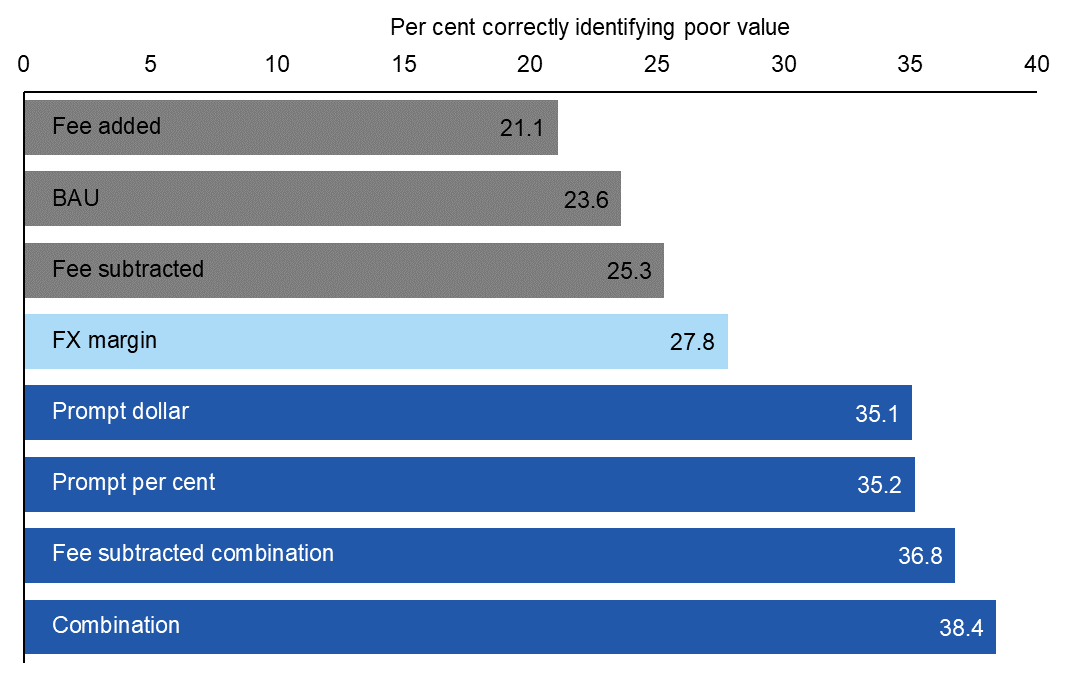 Per cent correctly identifying poor value
0 5 10 15 20 25 30 35 40
Fee added 21.1
BAU 23.6
Fee subtracted 25.3
FX margin 27.8
Prompt dollar 35.1
Prompt per cent 35.2
Fee subtracted combination 36.8
Combination 38.4